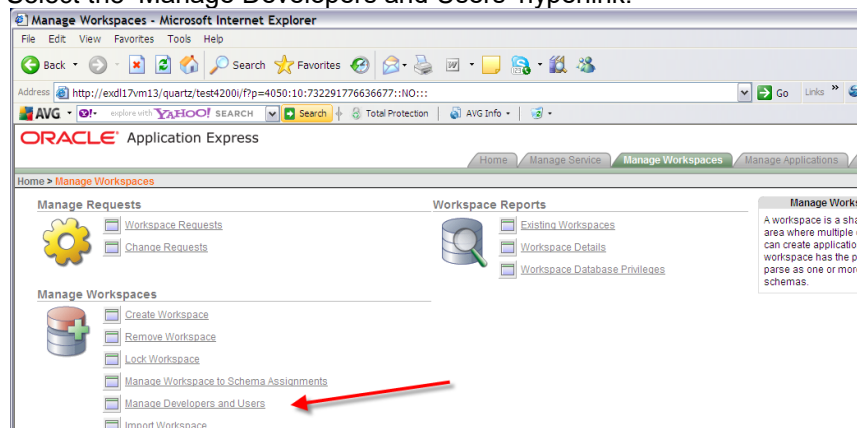 Select the 'Manage Developers and Users' hyperlink.
Manage Workspaces - Microsoft Internet Explorer
File Edit View Favorites Tools Help
Back Search Favorites
Address http://exdl17vm13/quartz/test4200i/f?p=4050:10:732291776636677::NO::: Go Links »
AVG explore with YAHOO! SEARCH Search Total Protection AVG Info
ORACLE Application Express
Home Manage Service Manage Workspaces Manage Applications
Home > Manage Workspaces
Manage Requests
Workspace Requests
Change Requests
Manage Workspaces
Create Workspace
Remove Workspace
Lock Workspace
Manage Workspace to Schema Assignments
Manage Developers and Users
Import Workspace
Workspace Reports
Existing Workspaces
Workspace Details
Workspace Database Privileges
Manage Works
A workspace is a sha
area where multiple
can create applicatio
workspace has the p
parse as one or more
schemas.